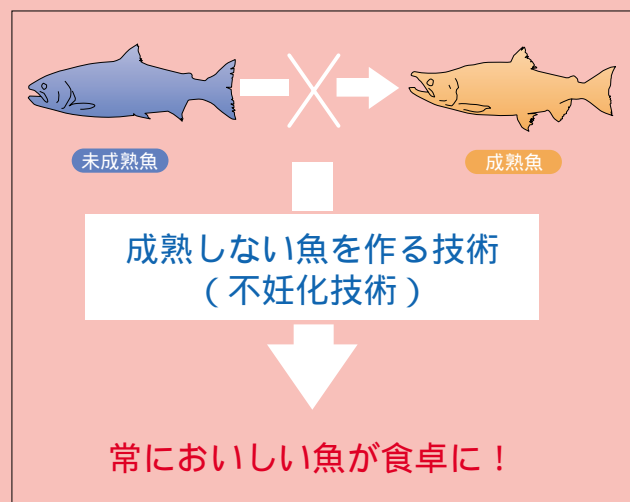 未成熟魚
成熟魚
成熟しない魚を作る技術
（不妊化技術）
常においしい魚が食卓に！